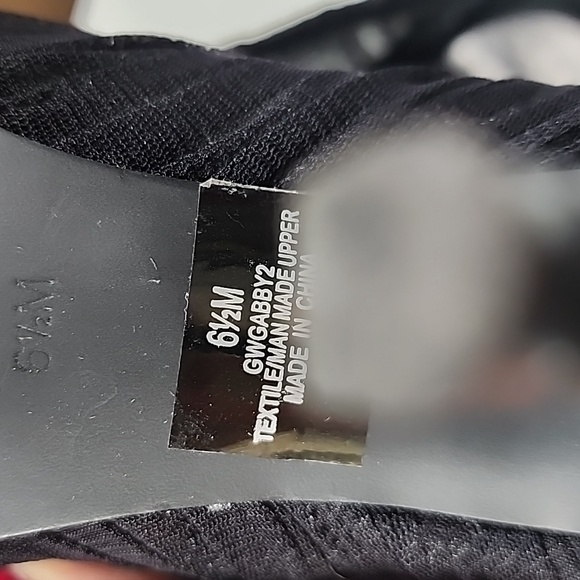 6½M
6½M
GWGABBY2
TEXTILE/MAN MADE UPPER
MADE IN CHINA